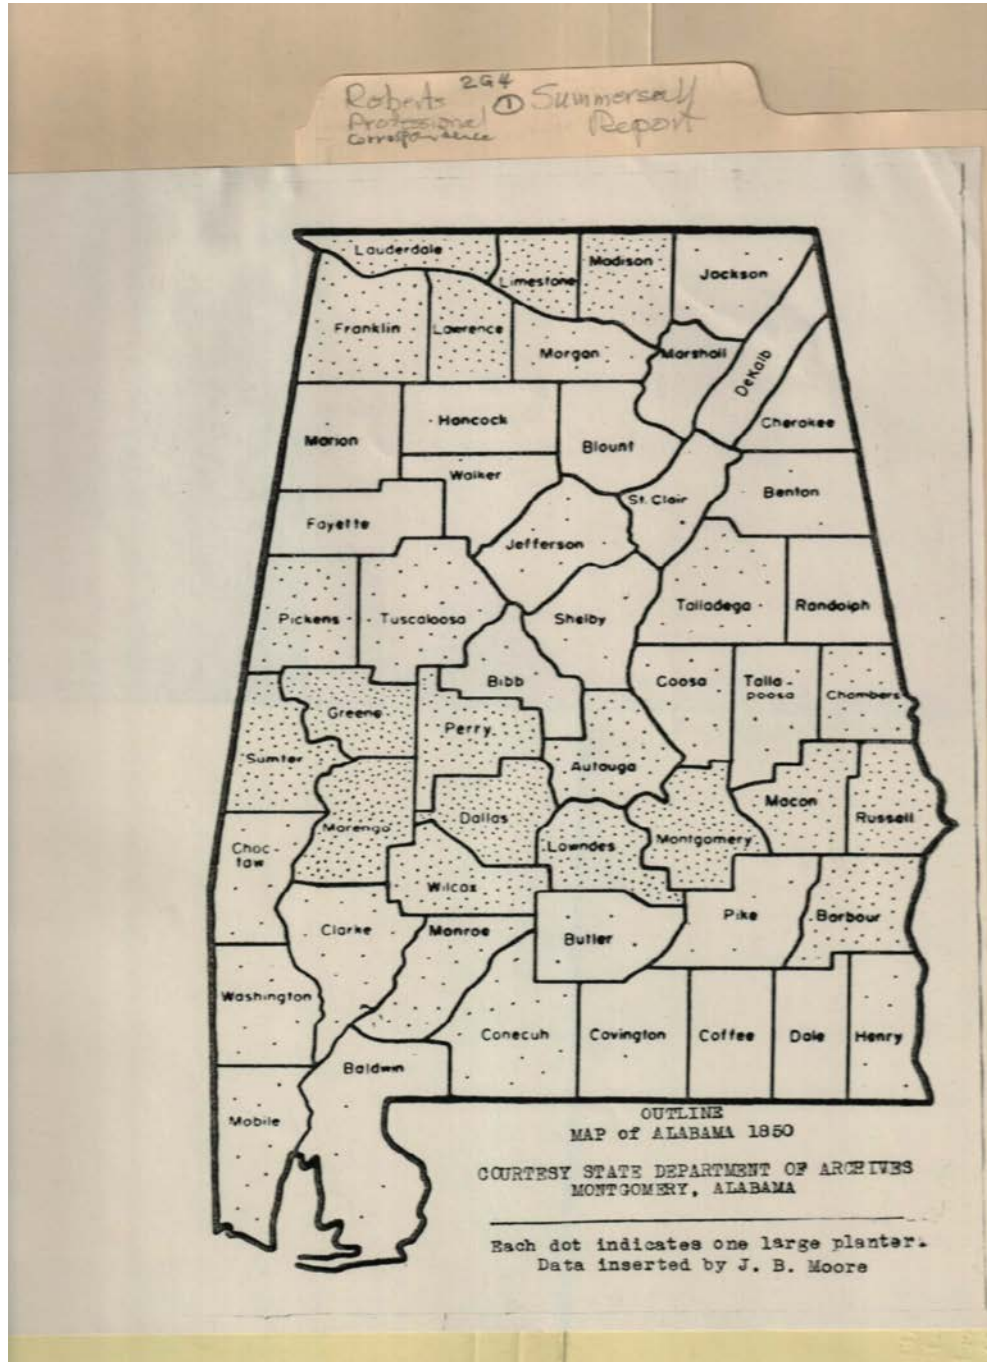 2G4
Roberts ① Summersell
Professional Report
Correspondence
Lauderdale
Limestone
Madison
Jackson
Franklin
Lawrence
Morgan
Marshall
DeKalb
Cherokee
Marion
Hancock
Blount
Walker
St. Clair
Benton
Fayette
Jefferson
Pickens
Tuscaloosa
Shelby
Talladega
Randolph
Bibb
Coosa
Talla-
poosa
Chambers
Greene
Perry
Sumter
Autauga
Marengo
Dallas
Lowndes
Montgomery
Macon
Russell
Choc-
taw
Wilcox
Clarke
Monroe
Butler
Pike
Barbour
Washington
Conecuh
Covington
Coffee
Dale
Henry
Baldwin
Mobile
OUTLINE
MAP of ALABAMA 1850
COURTESY STATE DEPARTMENT OF ARCHIVES
MONTGOMERY, ALABAMA
Each dot indicates one large planter.
Data inserted by J. B. Moore